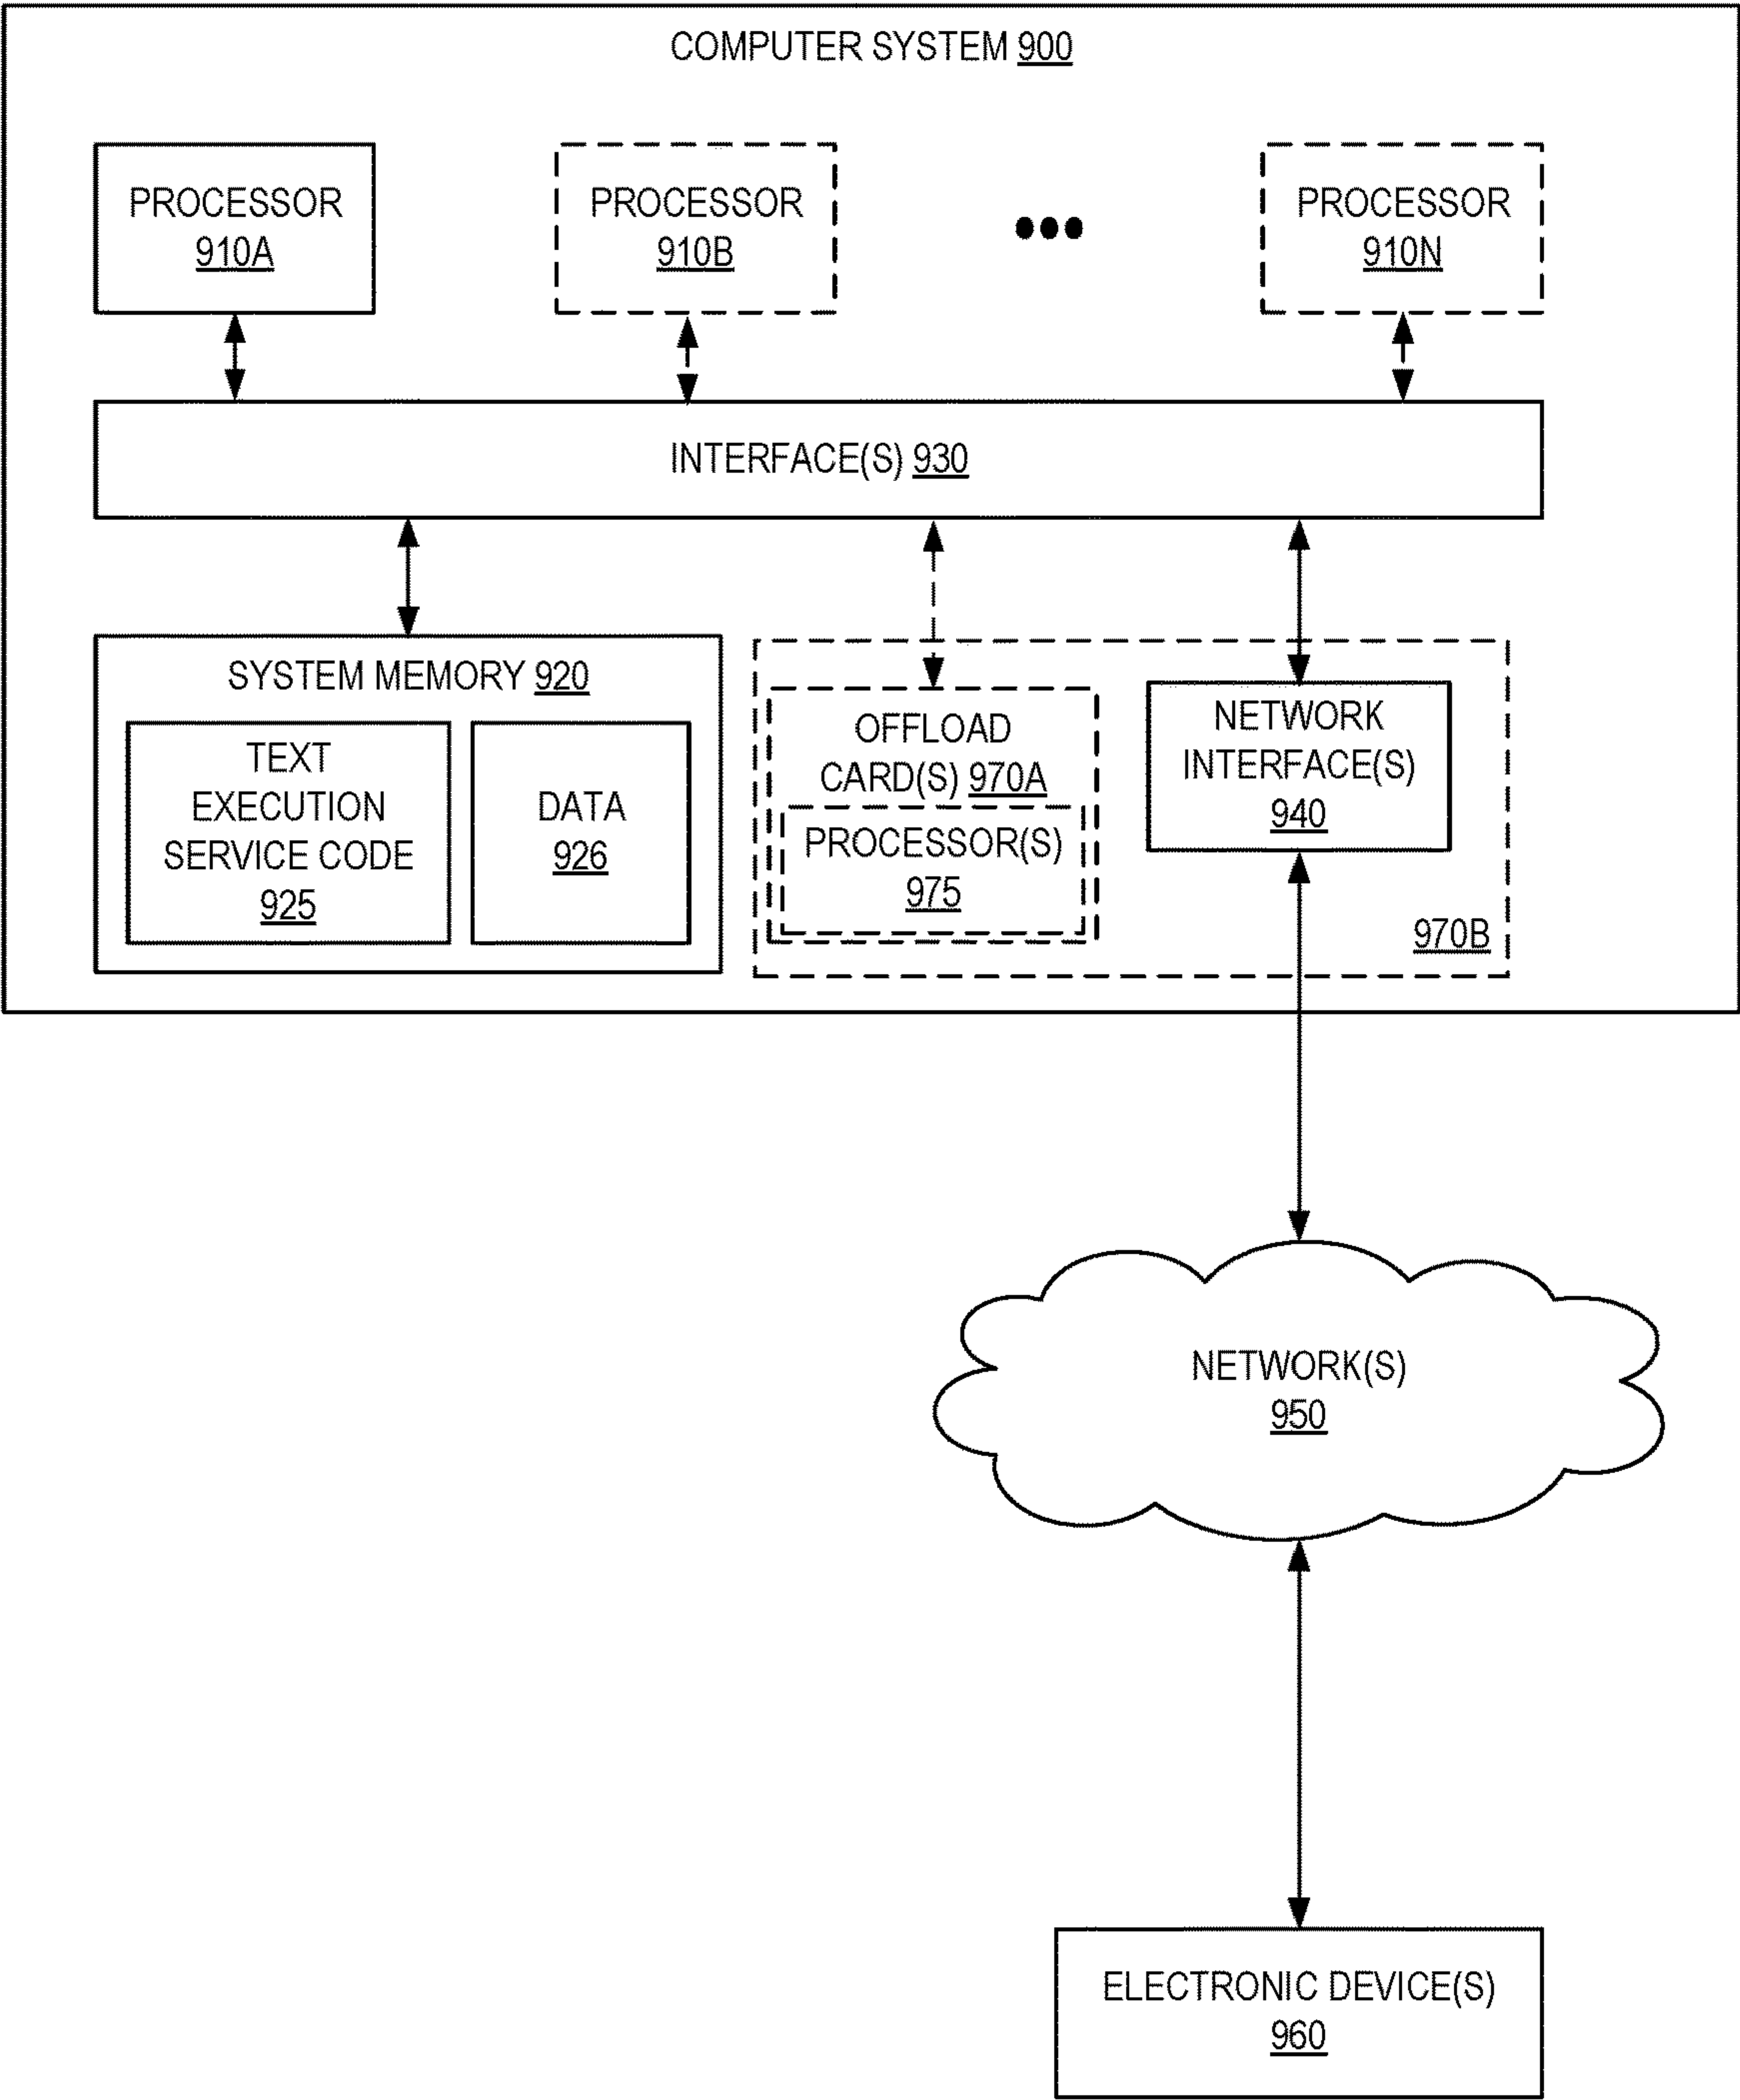 COMPUTER SYSTEM 900
PROCESSOR
910A
PROCESSOR
910B
PROCESSOR
910N
INTERFACE(S) 930
SYSTEM MEMORY 920
TEXT
EXECUTION
SERVICE CODE
925
DATA
926
OFFLOAD
CARD(S) 970A
PROCESSOR(S)
975
NETWORK
INTERFACE(S)
940
970B
NETWORK(S)
950
ELECTRONIC DEVICE(S)
960